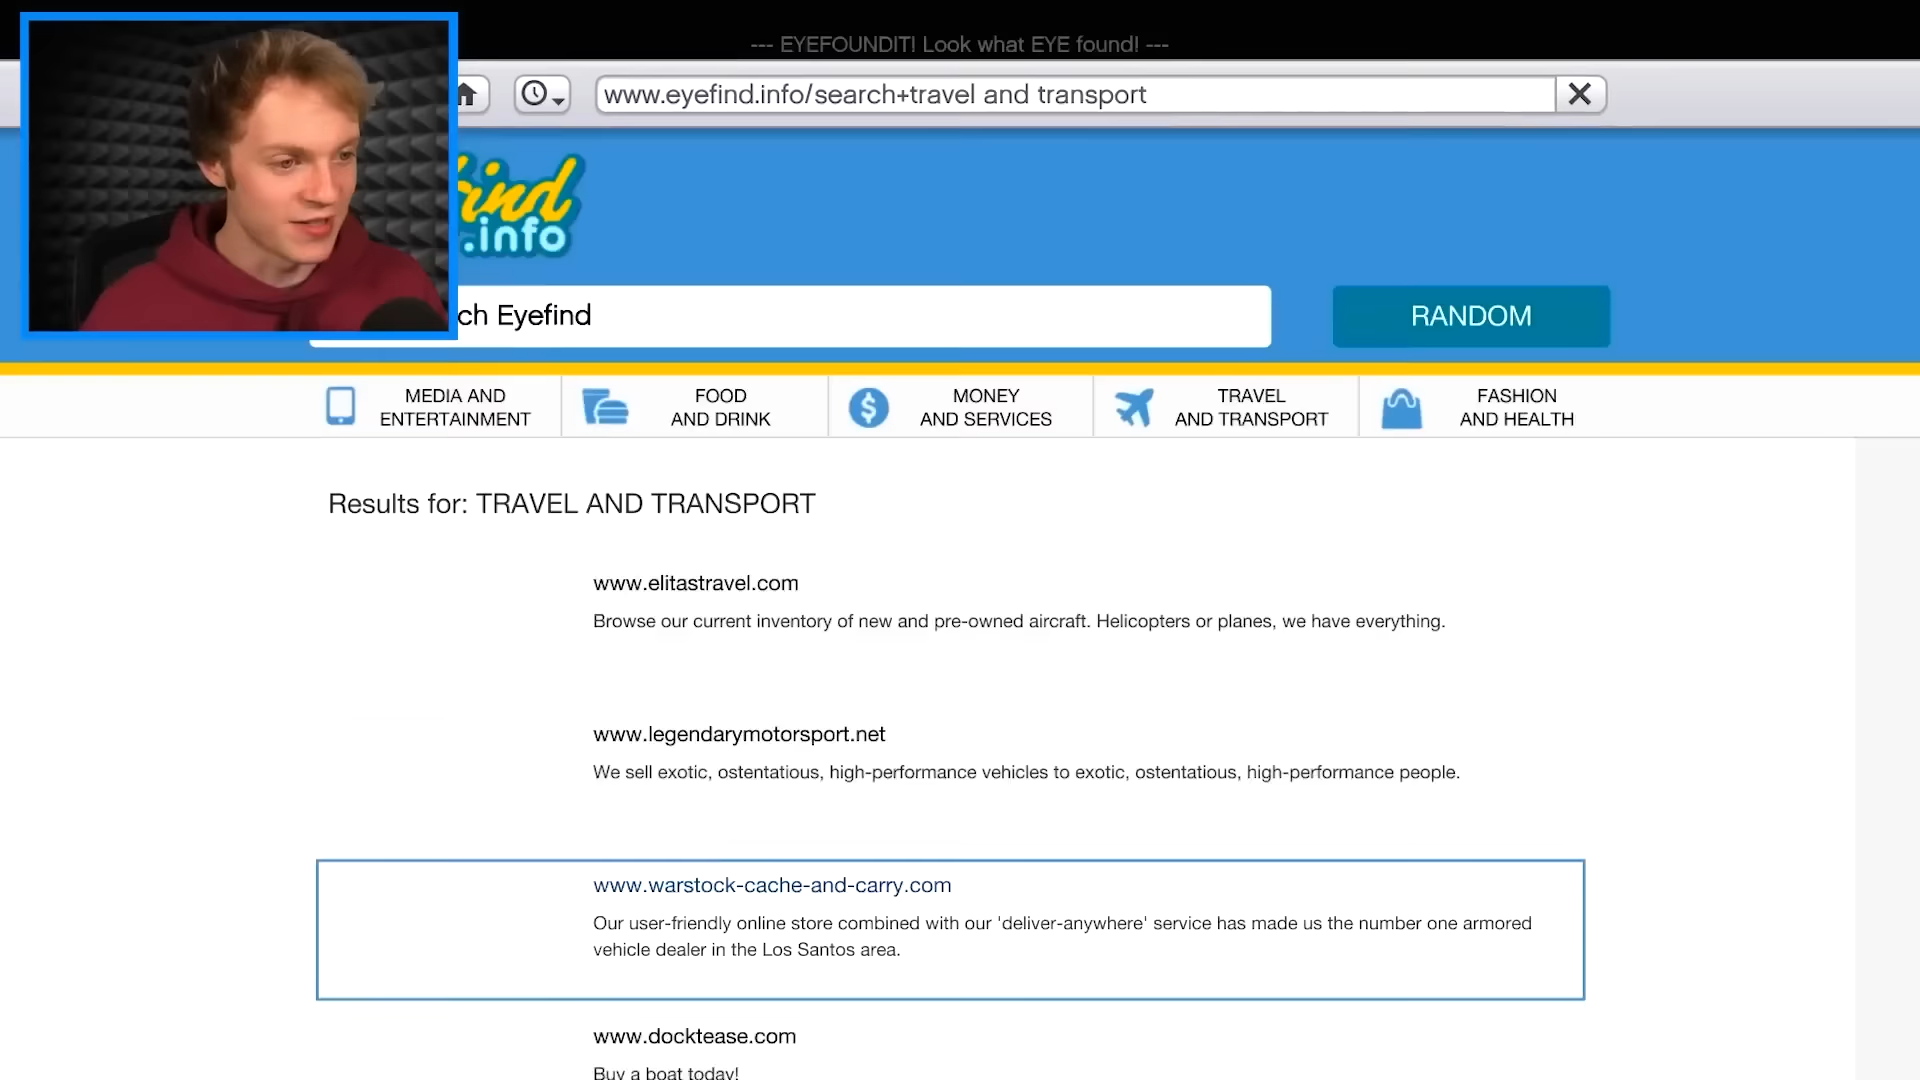 --- EYEFOUNDIT! Look what EYE found! ---
www.eyefind.info/search+travel and transport
find
.info
ch Eyefind
RANDOM
MEDIA AND
ENTERTAINMENT
FOOD
AND DRINK
MONEY
AND SERVICES
TRAVEL
AND TRANSPORT
FASHION
AND HEALTH
Results for: TRAVEL AND TRANSPORT
www.elitastravel.com
Browse our current inventory of new and pre-owned aircraft. Helicopters or planes, we have everything.
www.legendarymotorsport.net
We sell exotic, ostentatious, high-performance vehicles to exotic, ostentatious, high-performance people.
www.warstock-cache-and-carry.com
Our user-friendly online store combined with our 'deliver-anywhere' service has made us the number one armored
vehicle dealer in the Los Santos area.
www.docktease.com
Buy a boat today!